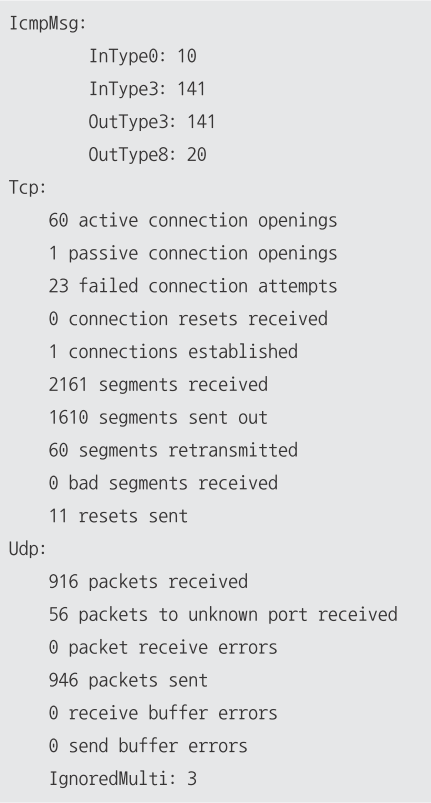 IcmpMsg:
InType0: 10
InType3: 141
OutType3: 141
OutType8: 20
Tcp:
60 active connection openings
1 passive connection openings
23 failed connection attempts
0 connection resets received
1 connections established
2161 segments received
1610 segments sent out
60 segments retransmitted
0 bad segments received
11 resets sent
Udp:
916 packets received
56 packets to unknown port received
0 packet receive errors
946 packets sent
0 receive buffer errors
0 send buffer errors
IgnoredMulti: 3